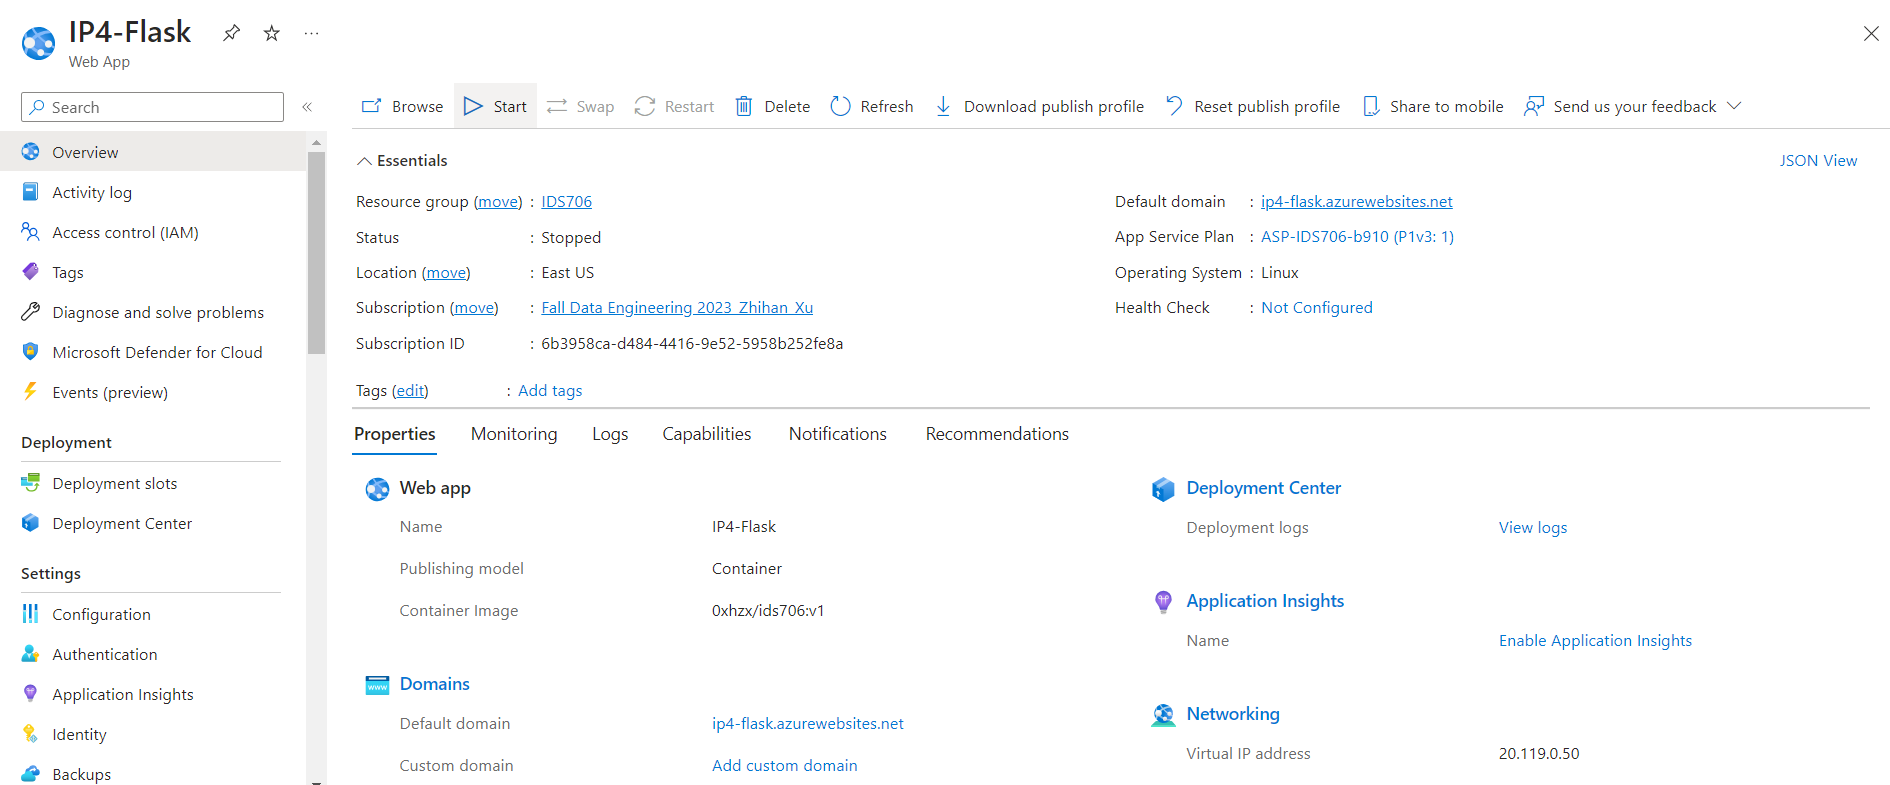 IP4-Flask
Web App
Search
Browse Start Swap Restart Delete Refresh Download publish profile Reset publish profile Share to mobile Send us your feedback
Overview
Activity log
Access control (IAM)
Tags
Diagnose and solve problems
Microsoft Defender for Cloud
Events (preview)
Deployment
Deployment slots
Deployment Center
Settings
Configuration
Authentication
Application Insights
Identity
Backups
Essentials
JSON View
Resource group (move) : IDS706
Status : Stopped
Location (move) : East US
Subscription (move) : Fall Data Engineering 2023_Zhihan_Xu
Subscription ID : 6b3958ca-d484-4416-9e52-5958b252fe8a
Default domain : ip4-flask.azurewebsites.net
App Service Plan : ASP-IDS706-b910 (P1v3: 1)
Operating System : Linux
Health Check : Not Configured
Tags (edit) : Add tags
Properties Monitoring Logs Capabilities Notifications Recommendations
Web app
Name IP4-Flask
Publishing model Container
Container Image 0xhzx/ids706:v1
Domains
Default domain ip4-flask.azurewebsites.net
Custom domain Add custom domain
Deployment Center
Deployment logs View logs
Application Insights
Name Enable Application Insights
Networking
Virtual IP address 20.119.0.50